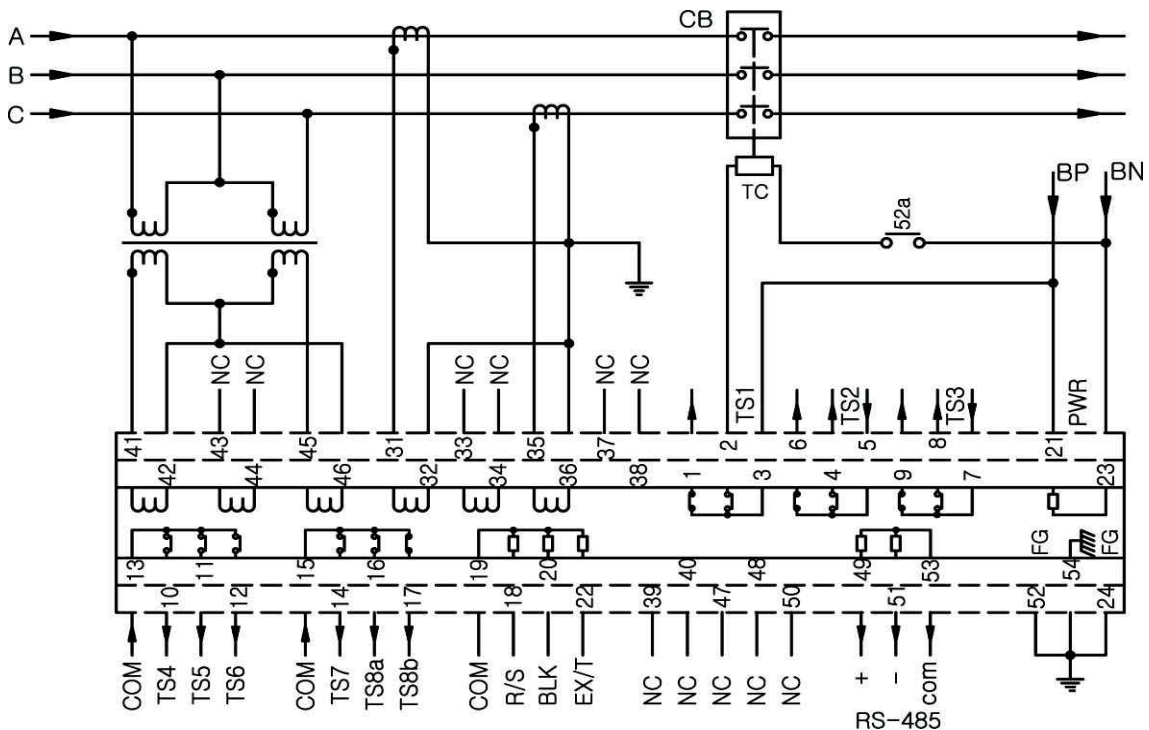 A
CB
B
C
TC
52a
BP
BN
NC
NC
NC
NC
NC
NC
TS1
TS2
TS3
PWR
41
43
45
31
33
35
37
2
6
5
8
21
42
44
46
32
34
36
38
1
3
4
9
7
23
FG
FG
13
11
15
16
19
20
40
48
49
53
54
10
12
14
17
18
22
39
47
50
51
52
24
COM
TS4
TS5
TS6
COM
TS7
TS8a
TS8b
COM
R/S
BLK
EX/T
NC
NC
NC
NC
NC
+
-
com
RS-485